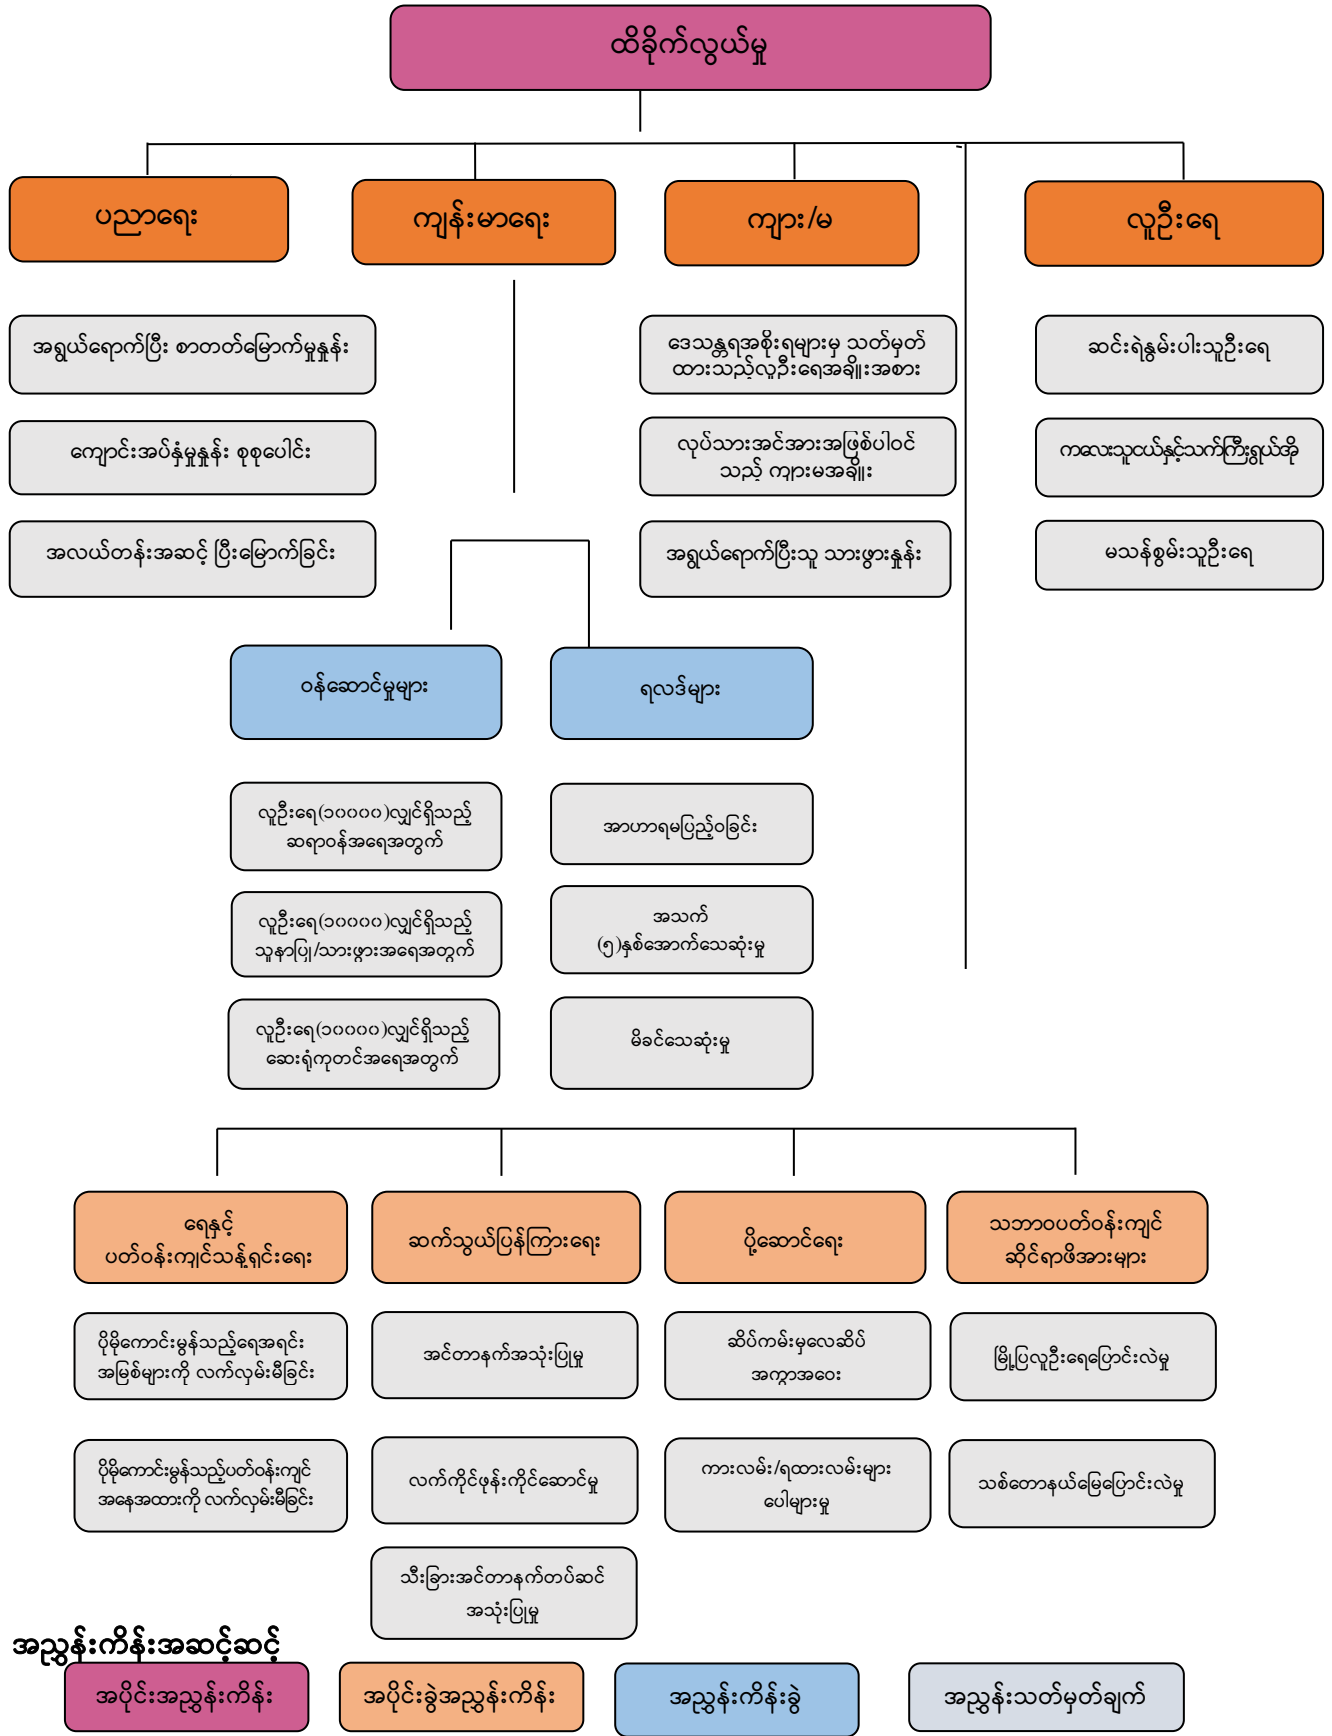 ထိခိုက်လွယ်မှု
ပညာရေး
ကျန်းမာရေး
ကျား/မ
လူဦးရေ
အရွယ်ရောက်ပြီး စာတတ်မြောက်မှုနှုန်း
ကျောင်းအပ်နှံမှုနှုန်း စုစုပေါင်း
အလယ်တန်းအဆင့် ပြီးမြောက်ခြင်း
ဒေသန္တရအစိုးရများမှ သတ်မှတ်
ထားသည့်လူဦးရေအချိုးအစား
လုပ်သားအင်အားအဖြစ်ပါဝင်
သည့် ကျားမအချိုး
အရွယ်ရောက်ပြီးသူ သားဖွားနှုန်း
ဆင်းရဲနွမ်းပါးသူဦးရေ
ကလေးသူငယ်နှင့်သက်ကြီးရွယ်အို
မသန်စွမ်းသူဦးရေ
ဝန်ဆောင်မှုများ
ရလဒ်များ
လူဦးရေ(၁၀၀၀၀)လျှင်ရှိသည့်
ဆရာဝန်အရေအတွက်
လူဦးရေ(၁၀၀၀၀)လျှင်ရှိသည့်
သူနာပြု/သားဖွားအရေအတွက်
လူဦးရေ(၁၀၀၀၀)လျှင်ရှိသည့်
ဆေးရုံကုတင်အရေအတွက်
အာဟာရမပြည့်ဝခြင်း
အသက်
(၅)နှစ်အောက်သေဆုံးမှု
မိခင်သေဆုံးမှု
ရေနှင့်
ပတ်ဝန်းကျင်သန့်ရှင်းရေး
ဆက်သွယ်ပြန်ကြားရေး
ပို့ဆောင်ရေး
သဘာဝပတ်ဝန်းကျင်
ဆိုင်ရာဖိအားများ
ပိုမိုကောင်းမွန်သည့်ရေအရင်း
အမြစ်များကို လက်လှမ်းမီခြင်း
ပိုမိုကောင်းမွန်သည့်ပတ်ဝန်းကျင်
အနေအထားကို လက်လှမ်းမီခြင်း
အင်တာနက်အသုံးပြုမှု
လက်ကိုင်ဖုန်းကိုင်ဆောင်မှု
သီးခြားအင်တာနက်တပ်ဆင်
အသုံးပြုမှု
ဆိပ်ကမ်းမှလေဆိပ်
အကွာအဝေး
ကားလမ်း/ရထားလမ်းများ
ပေါများမှု
မြို့ပြလူဦးရေပြောင်းလဲမှု
သစ်တောနယ်မြေပြောင်းလဲမှု
အညွှန်းကိန်းအဆင့်ဆင့်
အပိုင်းအညွှန်းကိန်း
အပိုင်းခွဲအညွှန်းကိန်း
အညွှန်းကိန်းခွဲ
အညွှန်းသတ်မှတ်ချက်